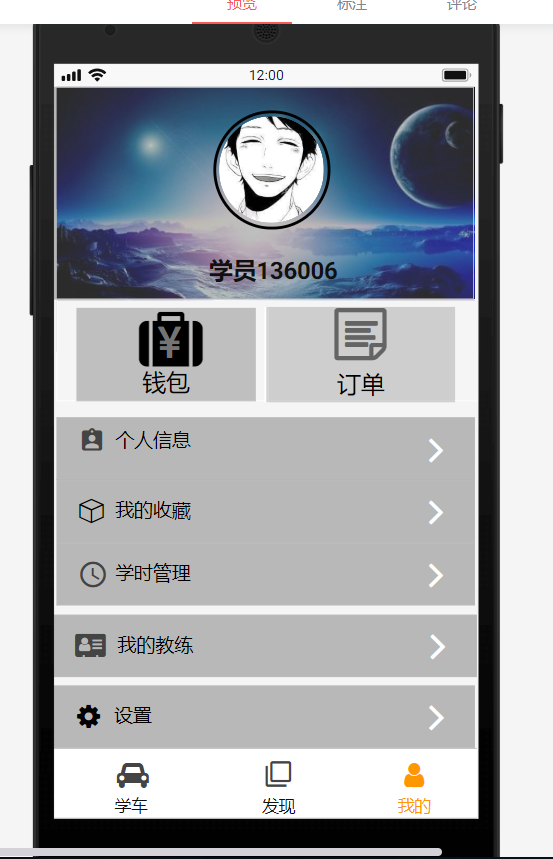 预览 标注 评论
12:00
学员136006
¥
钱包 订单
个人信息
我的收藏
学时管理
我的教练
设置
学车 发现 我的